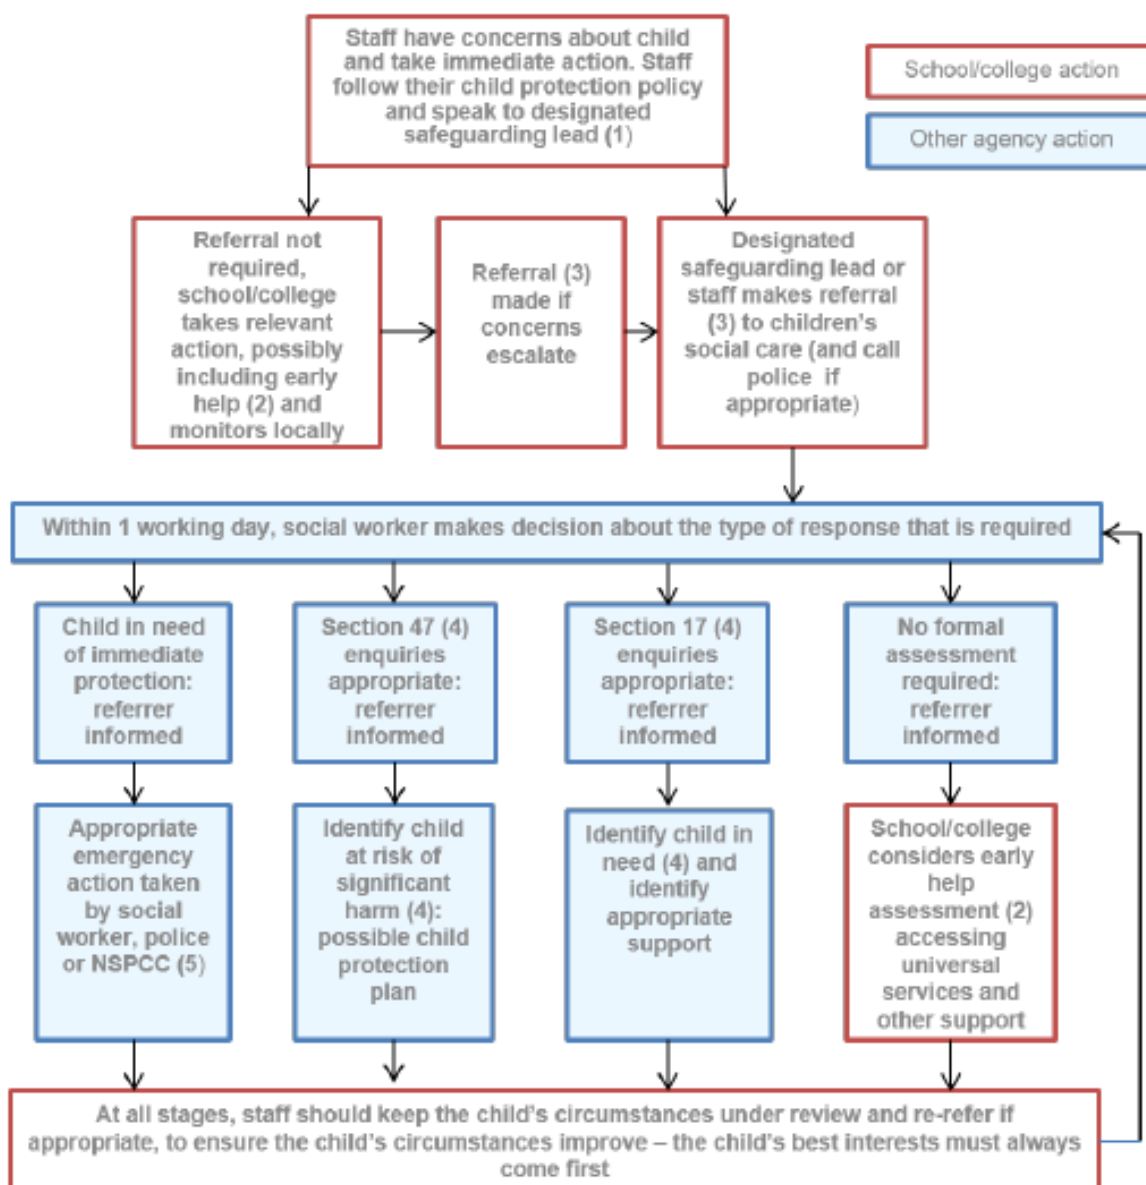 Staff have concerns about child
and take immediate action. Staff
follow their child protection policy
and speak to designated
safeguarding lead (1)
School/college action
Other agency action
Referral not
required,
school/college
takes relevant
action, possibly
including early
help (2) and
monitors locally
Referral (3)
made if
concerns
escalate
Designated
safeguarding lead or
staff makes referral
(3) to children's
social care (and call
police if
appropriate)
Within 1 working day, social worker makes decision about the type of response that is required
Child in need
of immediate
protection:
referrer
informed
Section 47 (4)
enquiries
appropriate:
referrer
informed
Section 17 (4)
enquiries
appropriate:
referrer
informed
No formal
assessment
required:
referrer
informed
Appropriate
emergency
action taken
by social
worker, police
or NSPCC (5)
Identify child
at risk of
significant
harm (4):
possible child
protection
plan
Identify child in
need (4) and
identify
appropriate
support
School/college
considers early
help
assessment (2)
accessing
universal
services and
other support
At all stages, staff should keep the child's circumstances under review and re-refer if
appropriate, to ensure the child's circumstances improve – the child's best interests must always
come first